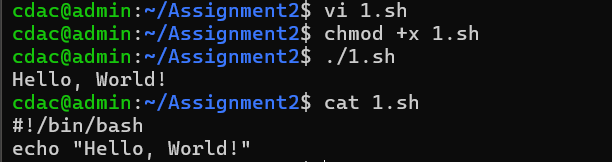 cdac@admin:~/Assignment2$ vi 1.sh
cdac@admin:~/Assignment2$ chmod +x 1.sh
cdac@admin:~/Assignment2$ ./1.sh
Hello, World!
cdac@admin:~/Assignment2$ cat 1.sh
#!/bin/bash
echo "Hello, World!"